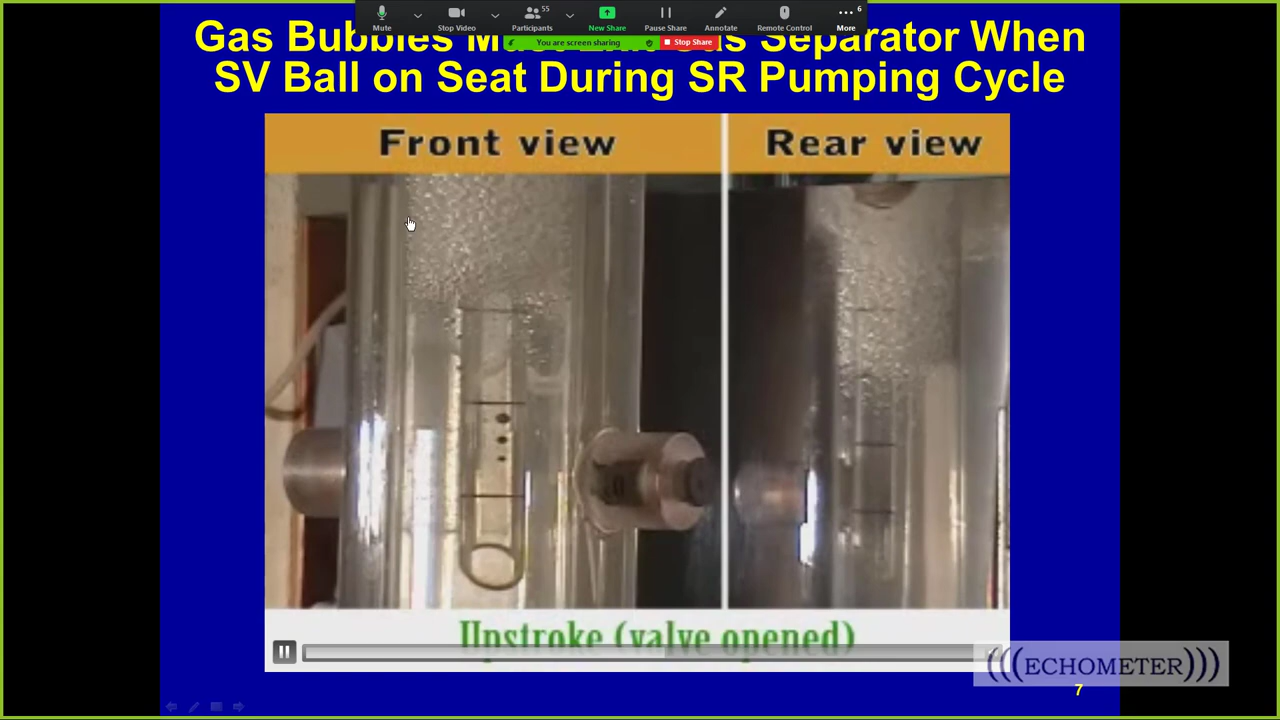 55
6
Mute
Stop Video
Participants
New Share
Pause Share
Annotate
Remote Control
More
You are screen sharing
Stop Share
Gas Bubbles Separator When
SV Ball on Seat During SR Pumping Cycle
Front view
Rear view
Upstroke (valve opened)
(((ECHOMETER)))
7